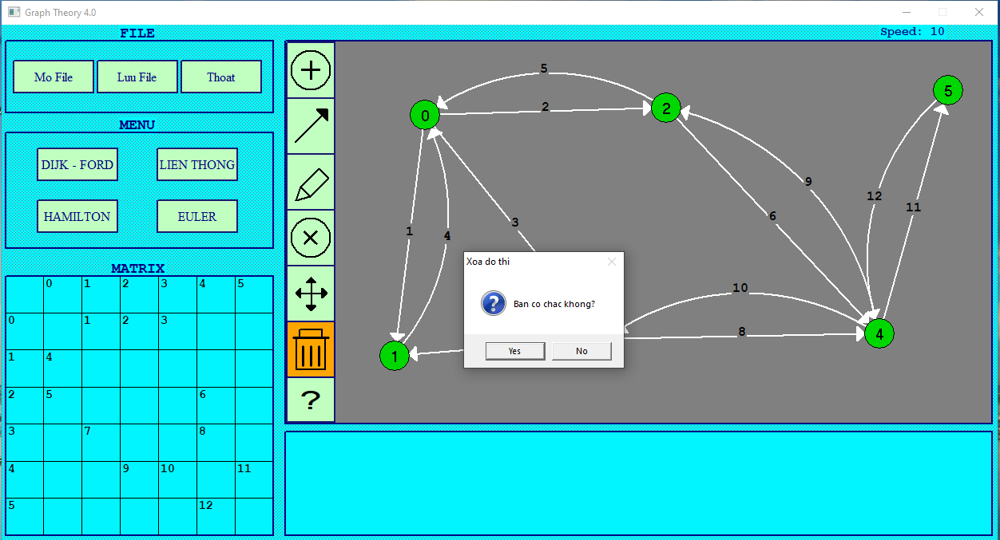 Graph Theory 4.0
FILE
Speed: 10
Mo File Luu File Thoat
MENU
DIJK - FORD LIEN THONG
HAMILTON EULER
MATRIX
0 1 2 3 4 5
0 1 2 3
1 4
2 5 6
3 7 8
4 9 10 11
5 12
?
5
5
2
0
2
9
12
11
6
3
1
4
10
8
4
1
Xoa do thi
?
Ban co chac khong?
Yes No